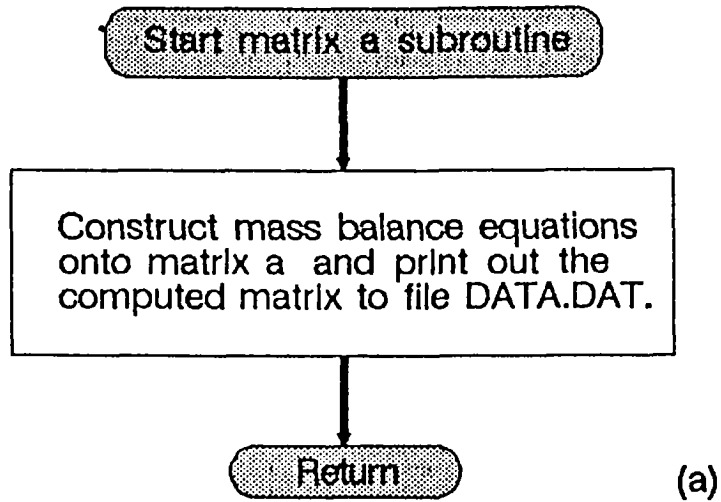 Start matrix a subroutine
Construct mass balance equations
onto matrix a and print out the
computed matrix to file DATA.DAT.
Return
(a)